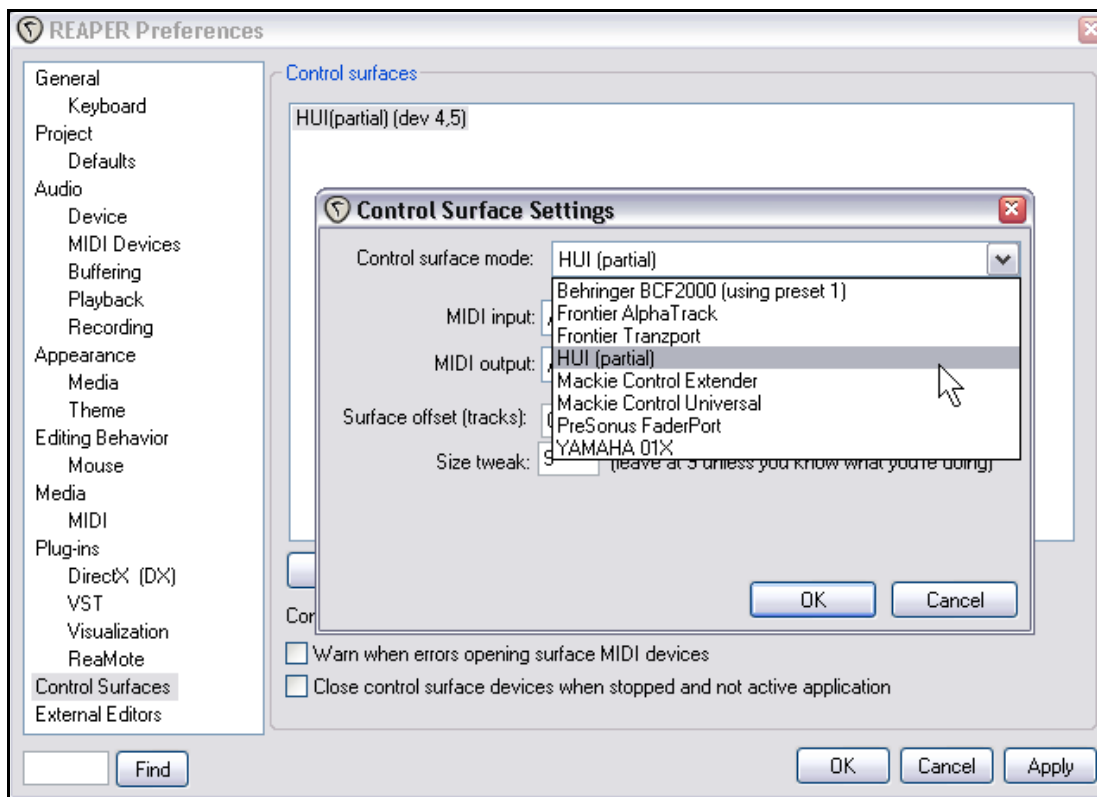 REAPER Preferences
General
Keyboard
Project
Defaults
Audio
Device
MIDI Devices
Buffering
Playback
Recording
Appearance
Media
Theme
Editing Behavior
Mouse
Media
MIDI
Plug-ins
DirectX (DX)
VST
Visualization
ReaMote
Control Surfaces
External Editors
Find
Control surfaces
HUI(partial) (dev 4,5)
Control Surface Settings
Control surface mode: HUI (partial)
Behringer BCF2000 (using preset 1)
Frontier AlphaTrack
Frontier Tranzport
HUI (partial)
Mackie Control Extender
Mackie Control Universal
PreSonus FaderPort
YAMAHA 01X
MIDI input:
MIDI output:
Surface offset (tracks):
Size tweak: 9 (leave at 9 unless you know what you're doing)
OK Cancel
Warn when errors opening surface MIDI devices
Close control surface devices when stopped and not active application
OK Cancel Apply